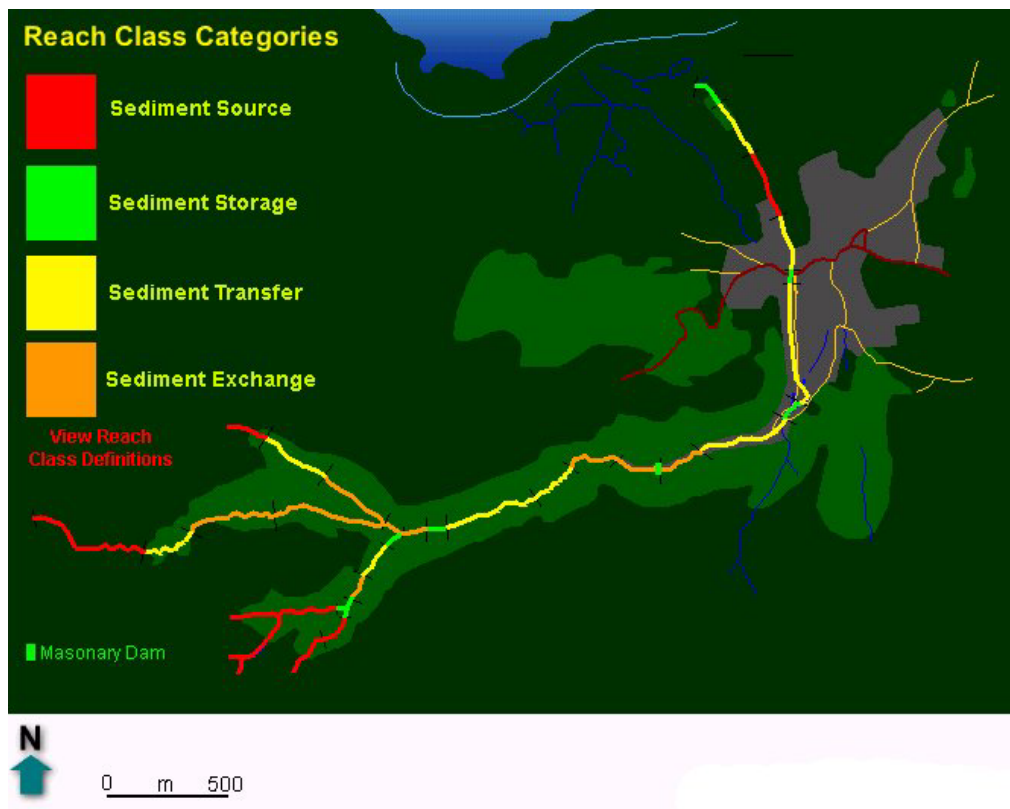 Reach Class Categories
Sediment Source
Sediment Storage
Sediment Transfer
Sediment Exchange
View Reach
Class Definitions
Masonary Dam
N
0 m 500